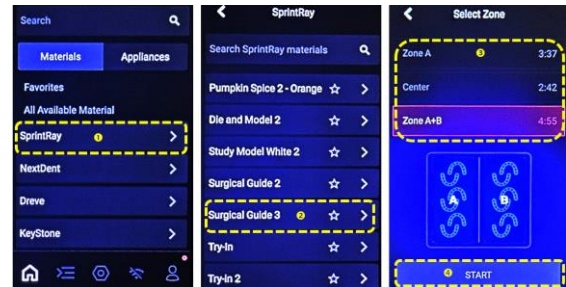 Search
Materials Appliances
Favorites
All Available Material
SprintRay 1
NextDent
Dreve
KeyStone
SprintRay
Search SprintRay materials
Pumpkin Spice 2 - Orange
Die and Model 2
Study Model White 2
Surgical Guide 2
Surgical Guide 3 2
Try-In
Try-in 2
Select Zone
Zone A 3 3:37
Center 2:42
Zone A+B 4:55
A B
4 START